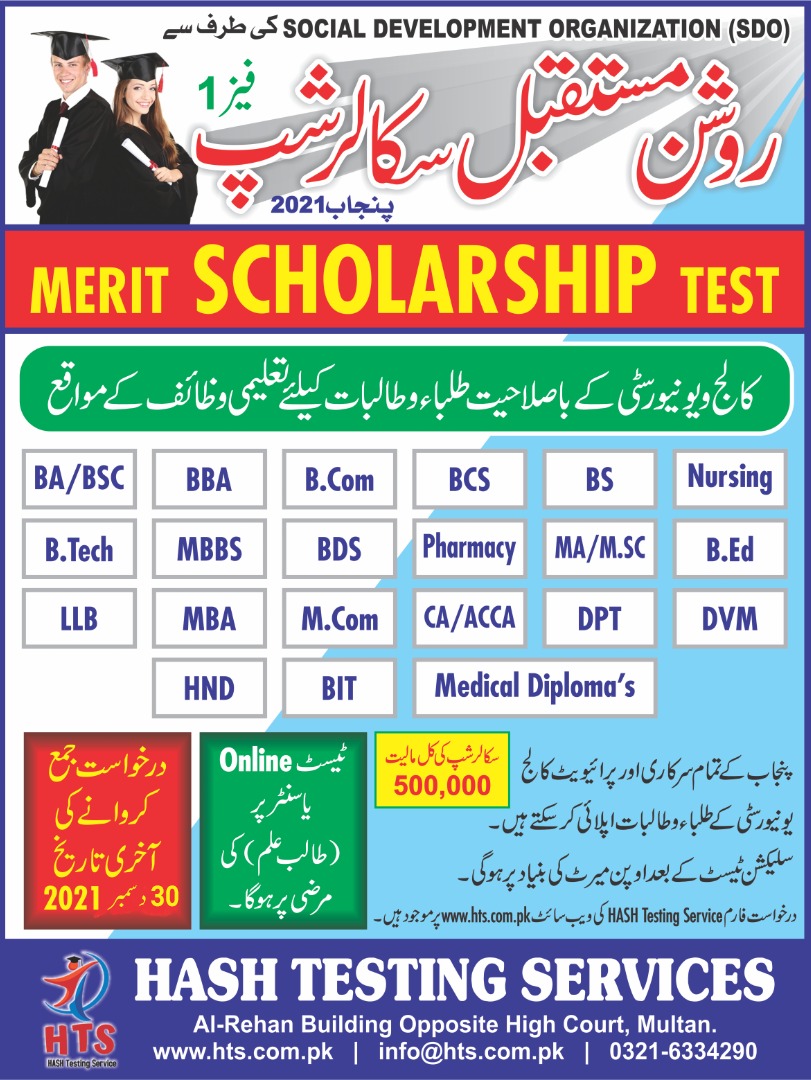 SOCIAL DEVELOPMENT ORGANIZATION (SDO) کی طرف سے
روشن مستقبل سکالرشپ فیز 1
پنجاب 2021
MERIT SCHOLARSHIP TEST
کالج و یونیورسٹی کے باصلاحیت طلباء و طالبات کیلئے تعلیمی وظائف کے مواقع
BA/BSC BBA B.Com BCS BS Nursing
B.Tech MBBS BDS Pharmacy MA/M.SC B.Ed
LLB MBA M.Com CA/ACCA DPT DVM
HND BIT Medical Diploma's
پنجاب کے تمام سرکاری اور پرائیویٹ کالج
یونیورسٹی کے طلباء و طالبات اپلائی کر سکتے ہیں۔
سلیکشن ٹیسٹ کے بعد اوپن میرٹ کی بنیاد پر ہوگی۔
درخواست فارم HASH Testing Service کی ویب سائٹ www.hts.com.pk پر موجود ہیں۔
سکالرشپ کی کل مالیت
500,000
ٹیسٹ Online
یا سنٹر پر
(طالب علم) کی
مرضی پر ہوگا۔
درخواست جمع
کروانے کی
آخری تاریخ
30 دسمبر 2021
HTS
HASH Testing Service
HASH TESTING SERVICES
Al-Rehan Building Opposite High Court, Multan.
www.hts.com.pk | info@hts.com.pk | 0321-6334290